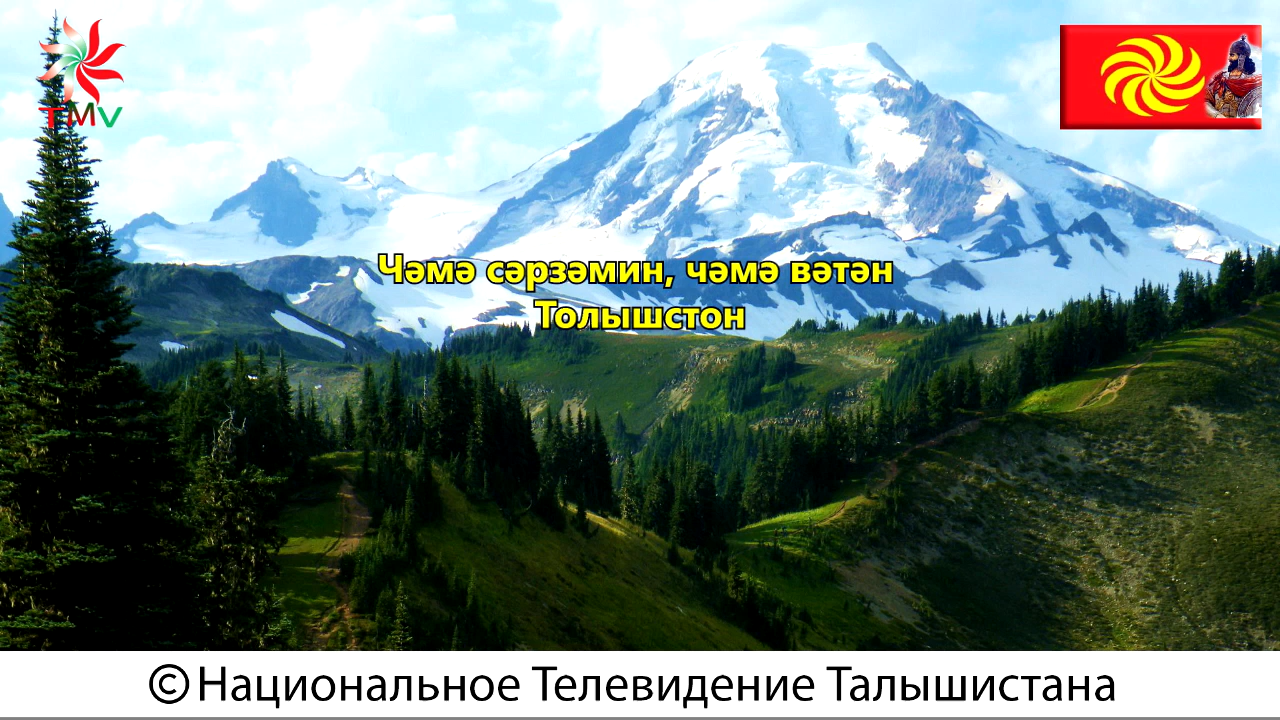 TMV
Чәмә сәрзәмин, чәмә вәтән
Толышстон
©Национальное Телевидение Талышистана